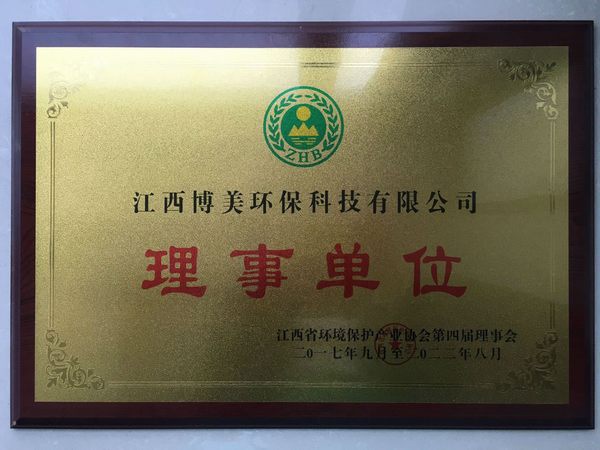 ZHB
江西博美环保科技有限公司
理事单位
江西省环境保护产业协会第四届理事会
二0一七年九月至二0二二年八月